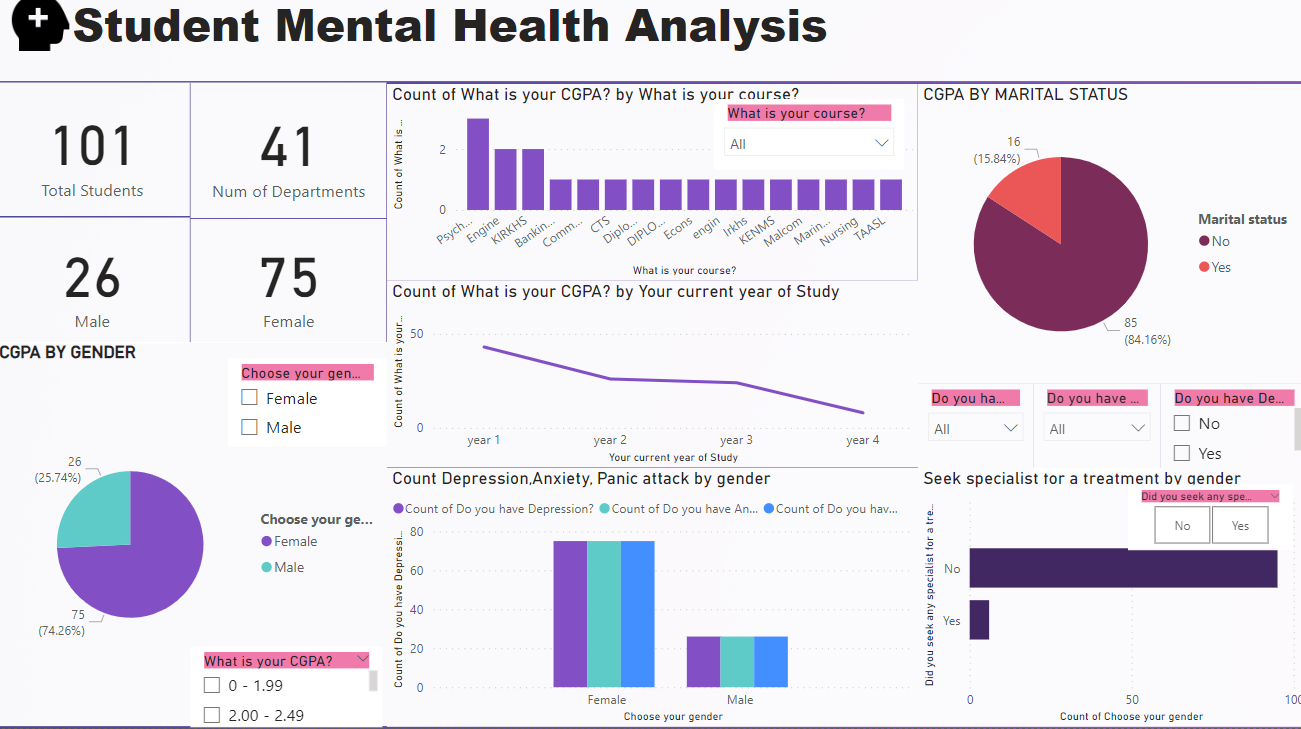 Student Mental Health Analysis
101
Total Students
41
Num of Departments
26
Male
75
Female
CGPA BY GENDER
Choose your gen...
Female
Male
26
(25.74%)
75
(74.26%)
Choose your ge...
Female
Male
What is your CGPA?
0 - 1.99
2.00 - 2.49
Count of What is your CGPA? by What is your course?
What is your course?
All
Count of What is ...
2
0
Psych...
Engine
KIRKHS
Bankin...
Comm...
CTS
Diplo...
DIPLO...
Econs
engin
Irkhs
KENMS
Malcom
Marin...
Nursing
TAASL
What is your course?
Count of What is your CGPA? by Your current year of Study
Count of What is your...
50
0
year 1
year 2
year 3
year 4
Your current year of Study
Count Depression,Anxiety, Panic attack by gender
Count of Do you have Depression?
Count of Do you have An...
Count of Do you hav...
Count of Do you have Depressi...
80
60
40
20
0
Female
Male
Choose your gender
CGPA BY MARITAL STATUS
16
(15.84%)
85
(84.16%)
Marital status
No
Yes
Do you ha...
All
Do you have ...
All
Do you have De...
No
Yes
Seek specialist for a treatment by gender
Did you seek any spe...
No
Yes
Did you seek any specialist for a tre...
No
Yes
0
50
100
Count of Choose your gender